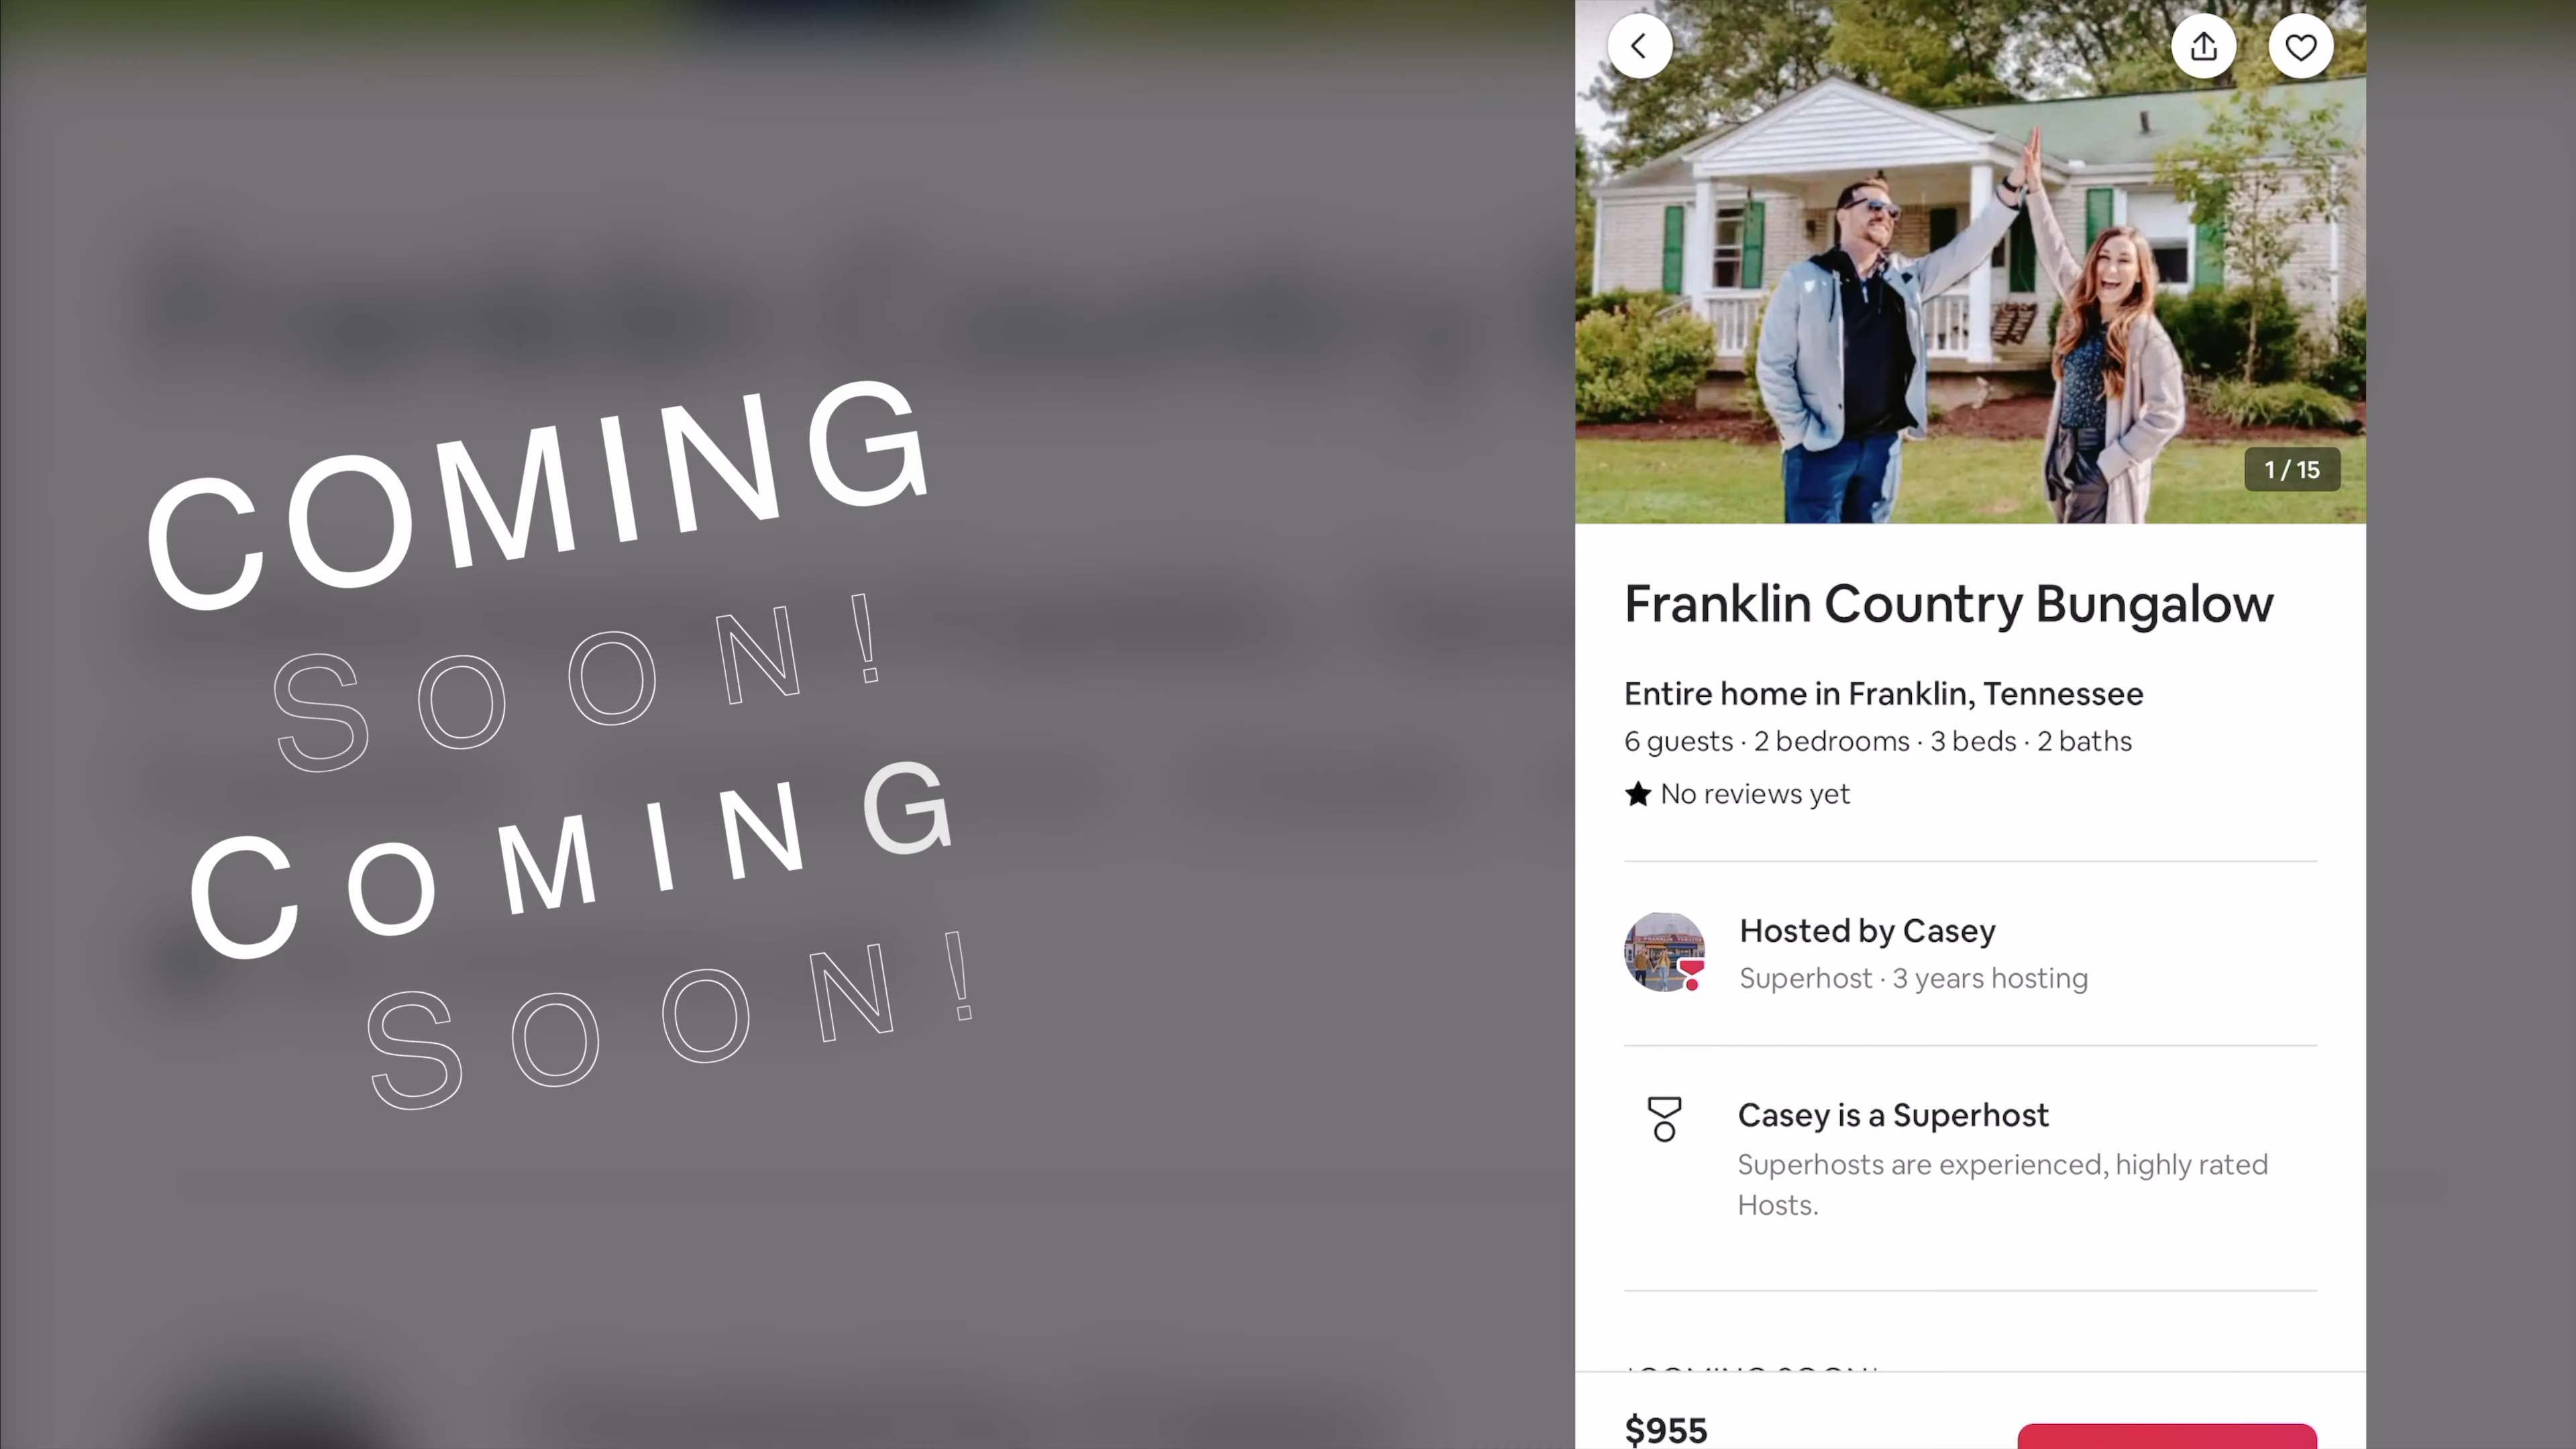 COMING
SOON!
COMING
SOON!
1 / 15
Franklin Country Bungalow
Entire home in Franklin, Tennessee
6 guests · 2 bedrooms · 3 beds · 2 baths
★ No reviews yet
Hosted by Casey
Superhost · 3 years hosting
Casey is a Superhost
Superhosts are experienced, highly rated
Hosts.
$955